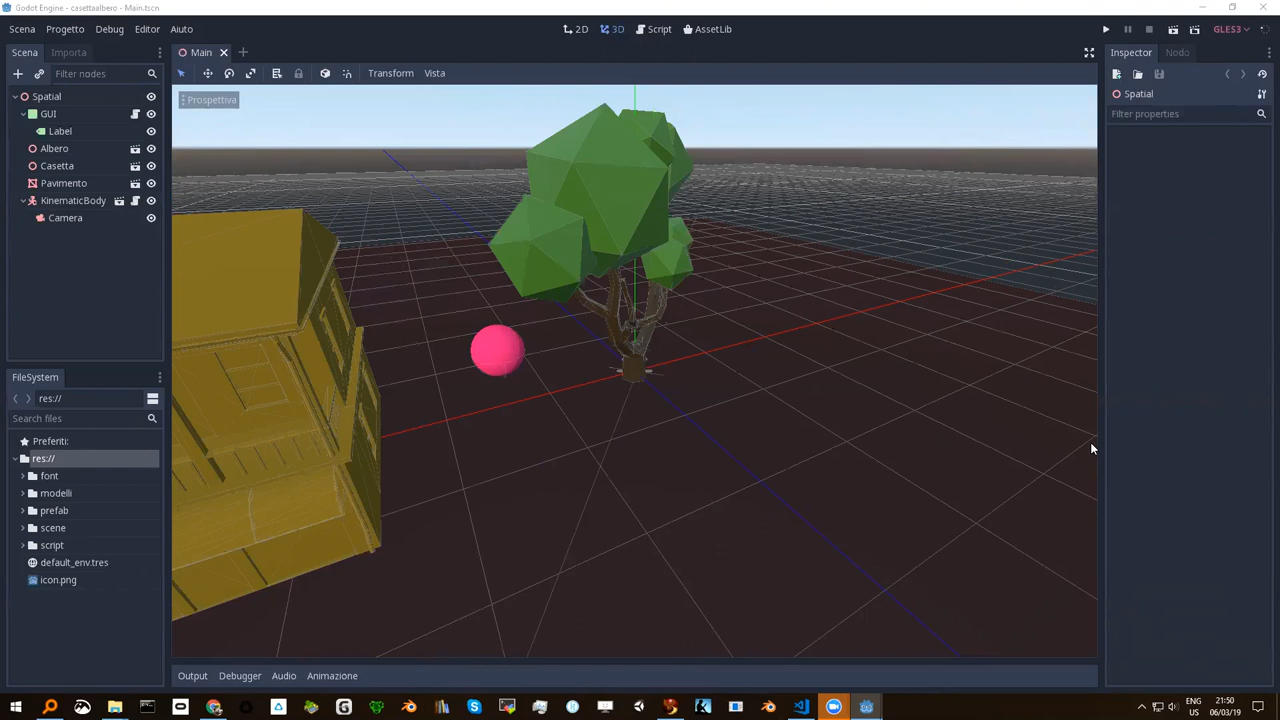 Godot Engine - casettaalbero - Main.tscn
Scena Progetto Debug Editor Aiuto
2D 3D Script AssetLib
GLES3
Scena Importa
Main
Inspector Nodo
Filter nodes
Transform Vista
Spatial
Filter properties
Prospettiva
Spatial
GUI
Label
Albero
Casetta
Pavimento
KinematicBody
Camera
FileSystem
res://
Search files
Preferiti:
res://
font
modelli
prefab
scene
script
default_env.tres
icon.png
Output Debugger Audio Animazione
ENG
US
21:50
06/03/19